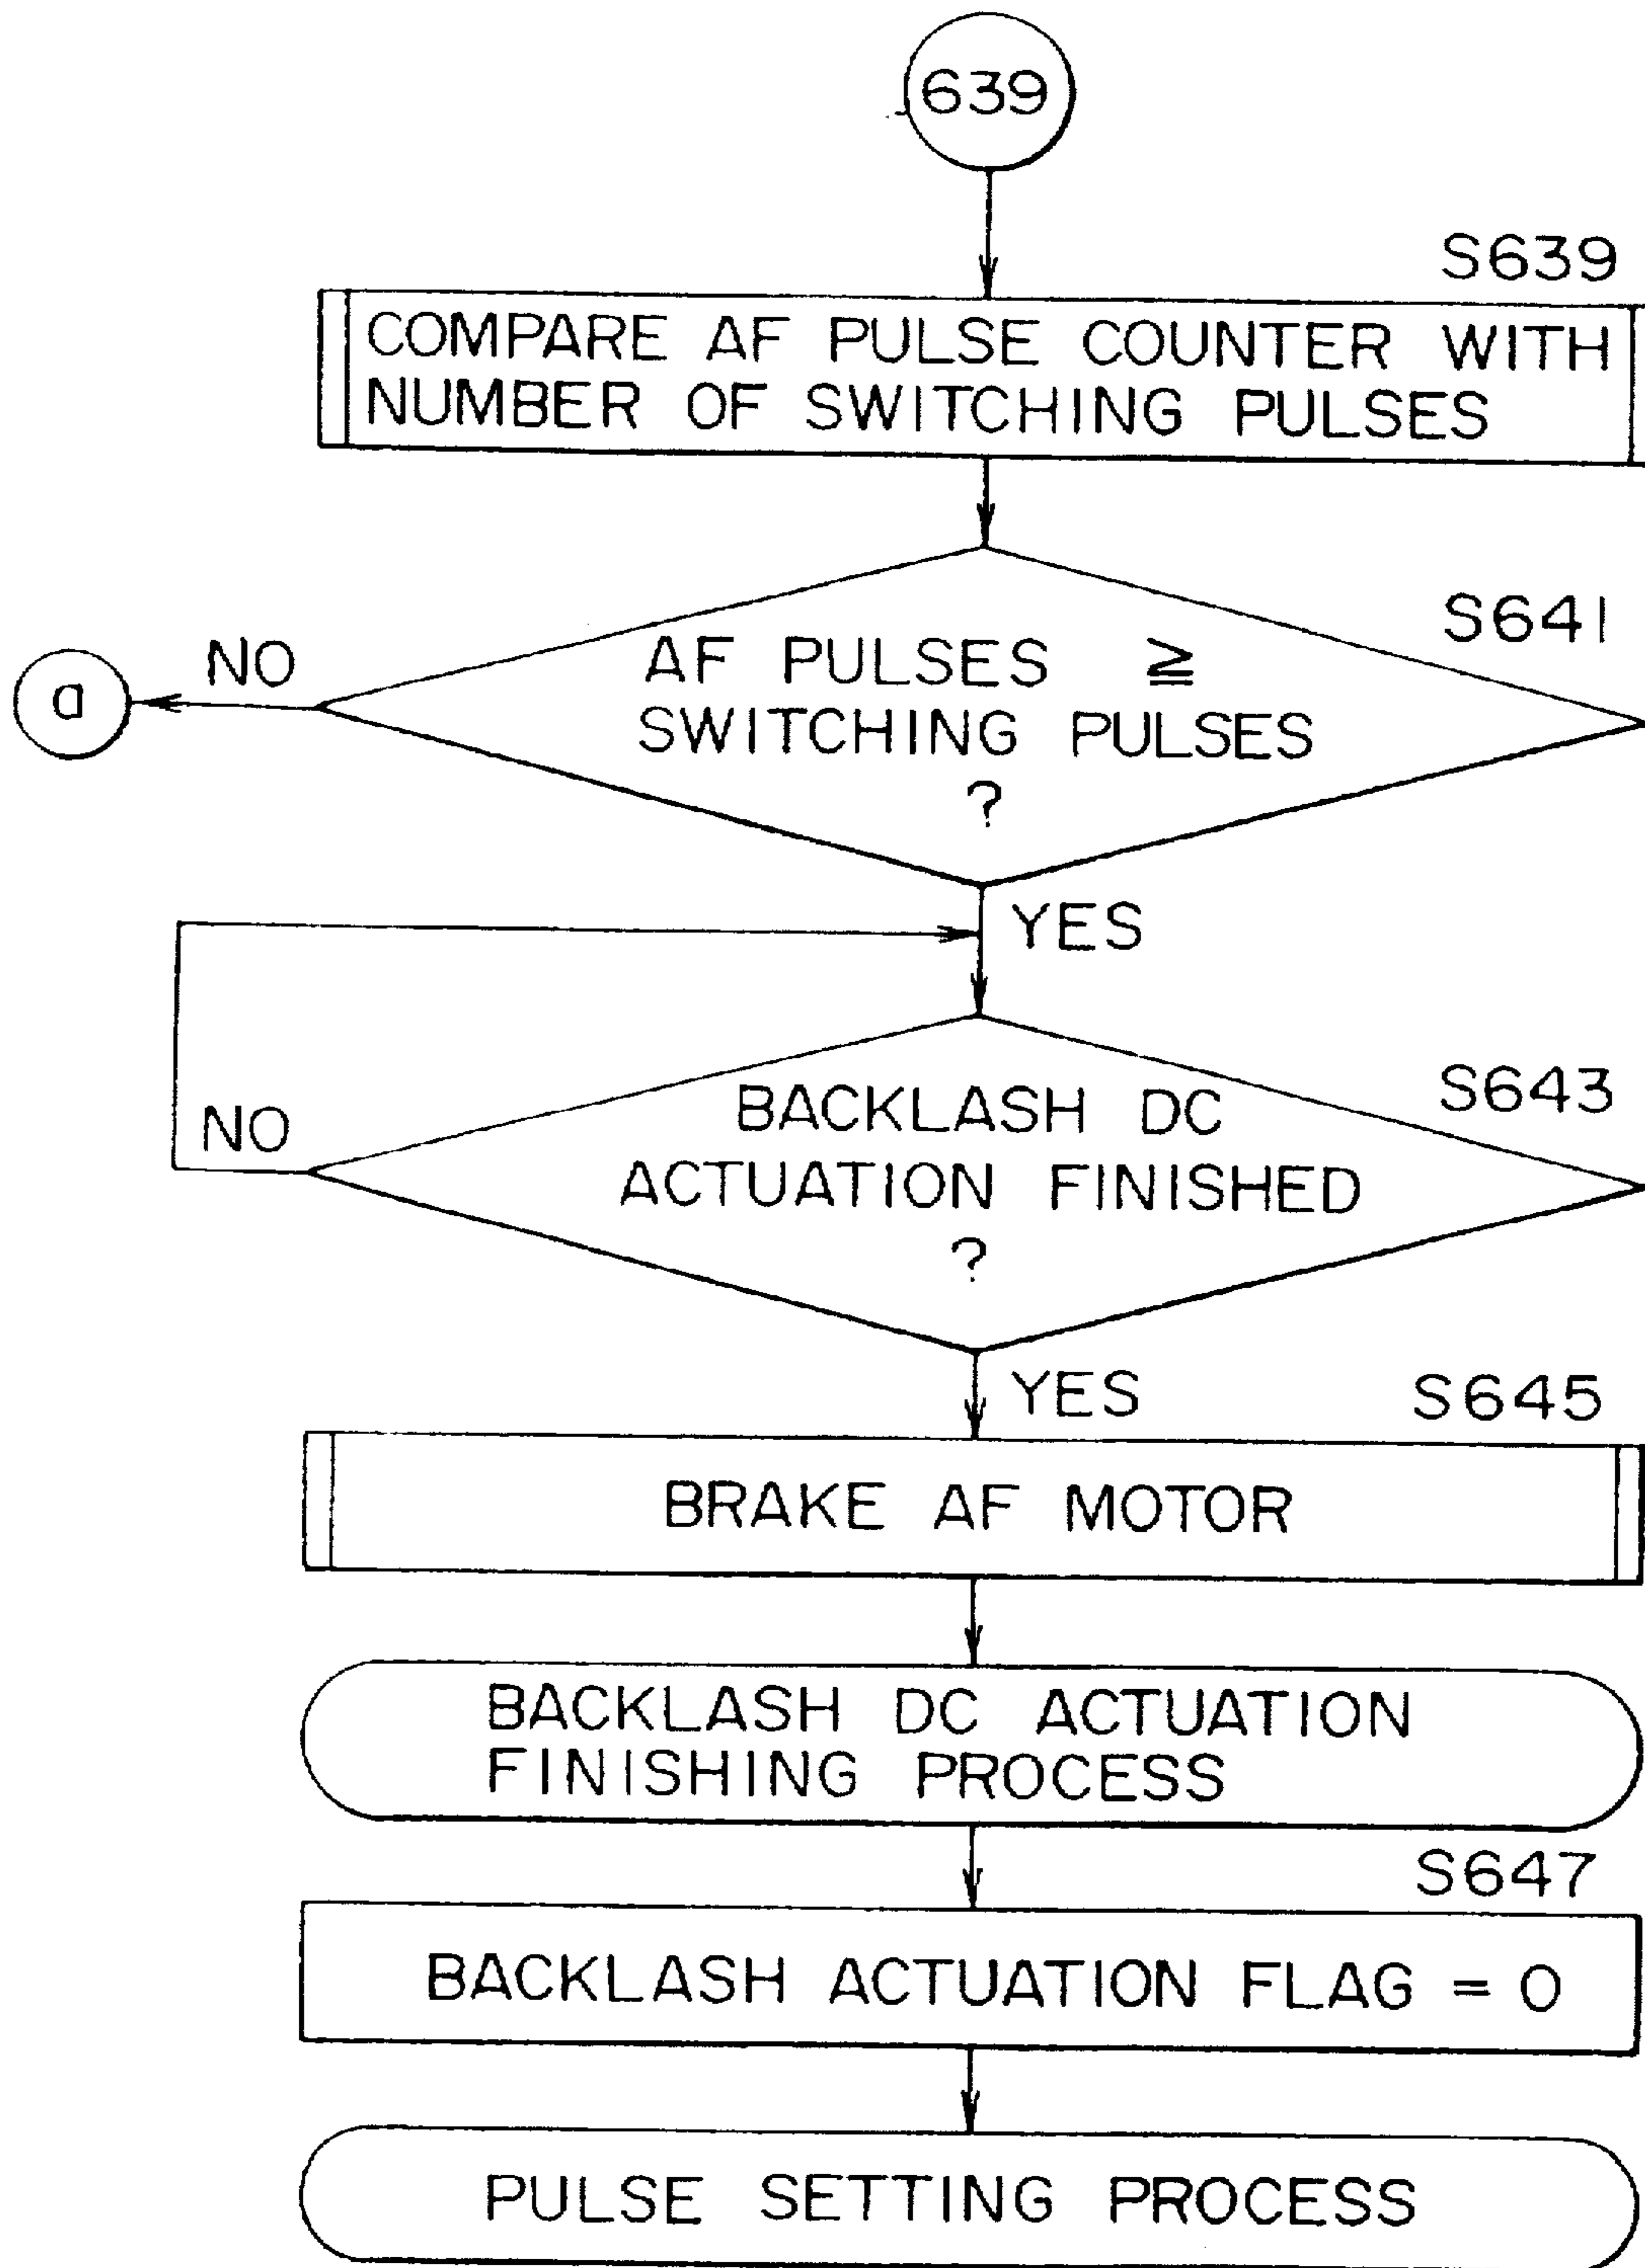 639
S639
COMPARE AF PULSE COUNTER WITH
NUMBER OF SWITCHING PULSES
S641
AF PULSES ≧
SWITCHING PULSES
?
NO
a
YES
S643
BACKLASH DC
ACTUATION FINISHED
?
NO
YES
S645
BRAKE AF MOTOR
BACKLASH DC ACTUATION
FINISHING PROCESS
S647
BACKLASH ACTUATION FLAG = 0
PULSE SETTING PROCESS